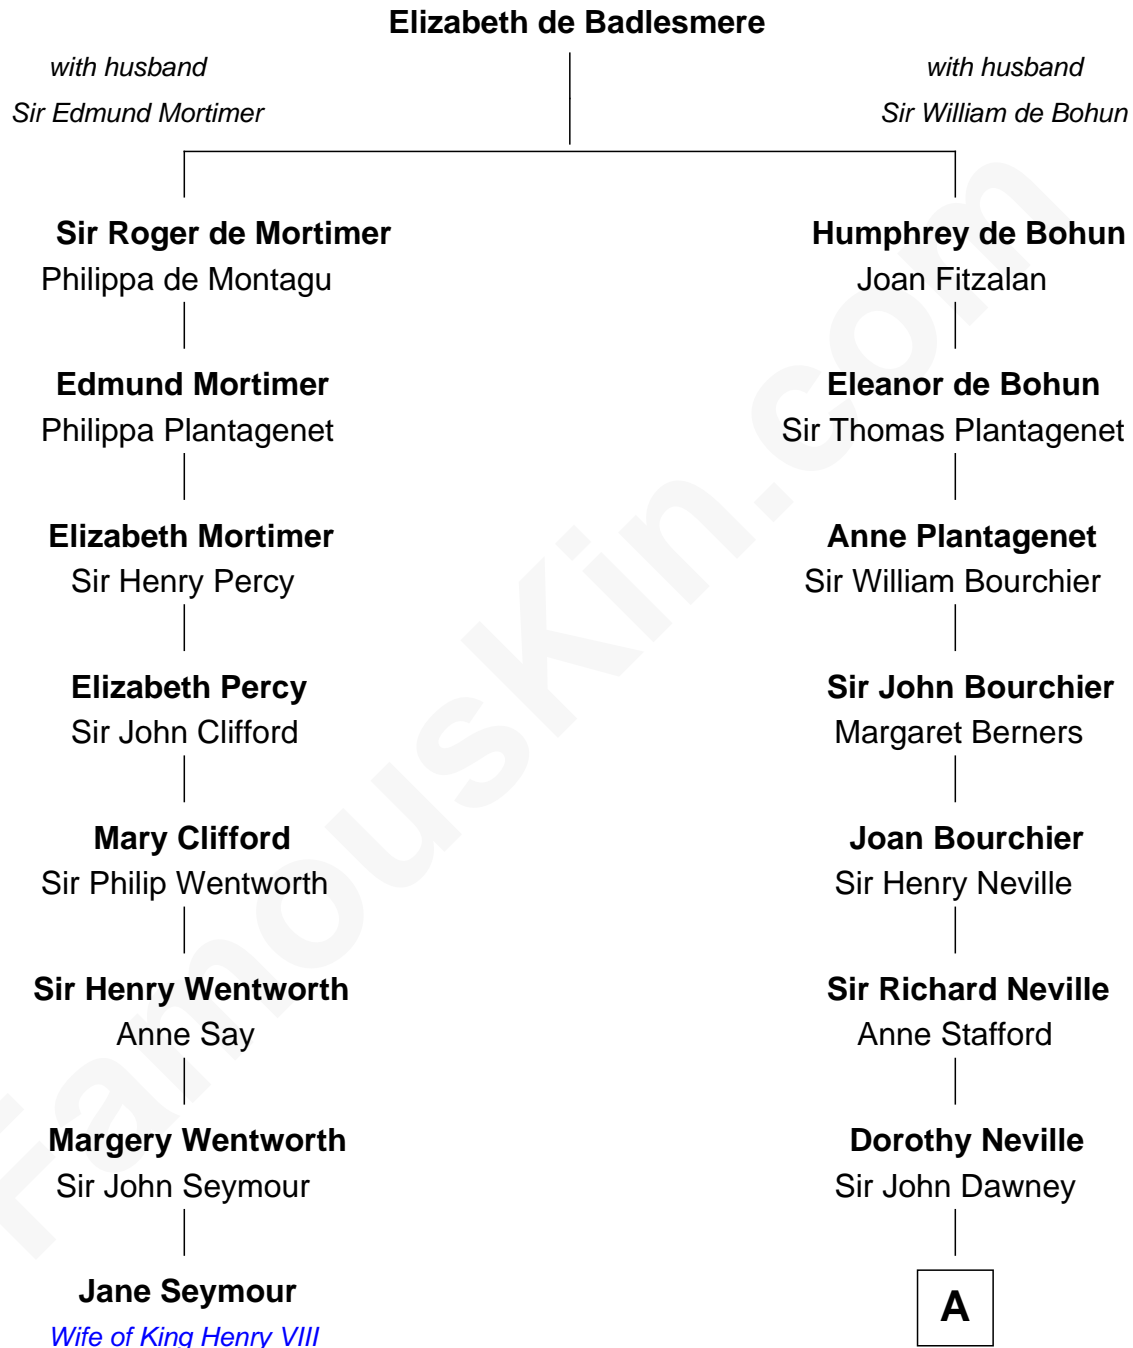 Elizabeth de Badlesmere
with husband
Sir Edmund Mortimer
with husband
Sir William de Bohun
Sir Roger de Mortimer
Philippa de Montagu
Edmund Mortimer
Philippa Plantagenet
Elizabeth Mortimer
Sir Henry Percy
Elizabeth Percy
Sir John Clifford
Mary Clifford
Sir Philip Wentworth
Sir Henry Wentworth
Anne Say
Margery Wentworth
Sir John Seymour
Jane Seymour
Wife of King Henry VIII
Humphrey de Bohun
Joan Fitzalan
Eleanor de Bohun
Sir Thomas Plantagenet
Anne Plantagenet
Sir William Bourchier
Sir John Bourchier
Margaret Berners
Joan Bourchier
Sir Henry Neville
Sir Richard Neville
Anne Stafford
Dorothy Neville
Sir John Dawney
A
FamousKin.com